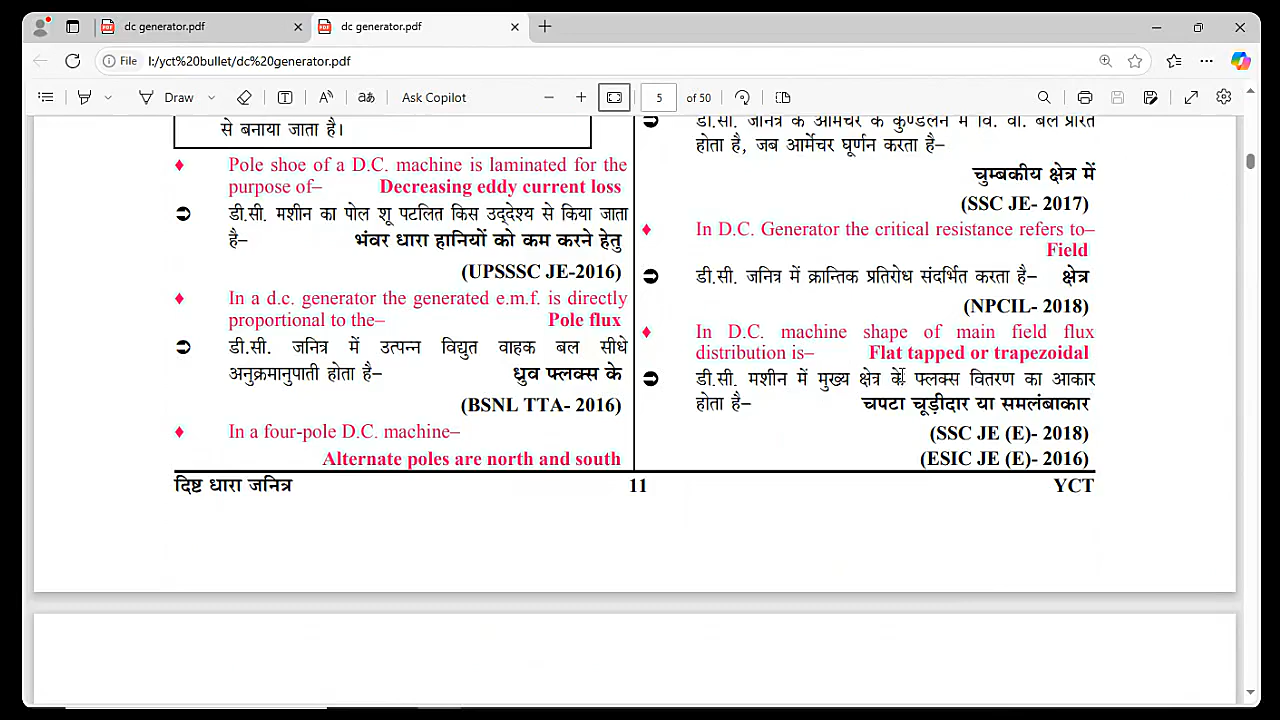 dc generator.pdf
dc generator.pdf
File
I:/yct%20bullet/dc%20generator.pdf
Draw
Ask Copilot
5
of 50
से बनाया जाता है।
Pole shoe of a D.C. machine is laminated for the
purpose of– Decreasing eddy current loss
डी.सी. मशीन का पोल शू पटलित किस उद्देश्य से किया जाता
है– भंवर धारा हानियों को कम करने हेतु
(UPSSSC JE-2016)
In a d.c. generator the generated e.m.f. is directly
proportional to the– Pole flux
डी.सी. जनित्र में उत्पन्न विद्युत वाहक बल सीधे
अनुक्रमानुपाती होता है– ध्रुव फ्लक्स के
(BSNL TTA- 2016)
In a four-pole D.C. machine–
Alternate poles are north and south
डी.सी. जनित्र के आर्मेचर के कुण्डलन में वि. वा. बल प्रेरित
होता है, जब आर्मेचर घूर्णन करता है–
चुम्बकीय क्षेत्र में
(SSC JE- 2017)
In D.C. Generator the critical resistance refers to–
Field
डी.सी. जनित्र में क्रान्तिक प्रतिरोध संदर्भित करता है– क्षेत्र
(NPCIL- 2018)
In D.C. machine shape of main field flux
distribution is– Flat tapped or trapezoidal
डी.सी. मशीन में मुख्य क्षेत्र के फ्लक्स वितरण का आकार
होता है– चपटा चूड़ीदार या समलंबाकार
(SSC JE (E)- 2018)
(ESIC JE (E)- 2016)
दिष्ट धारा जनित्र 11 YCT